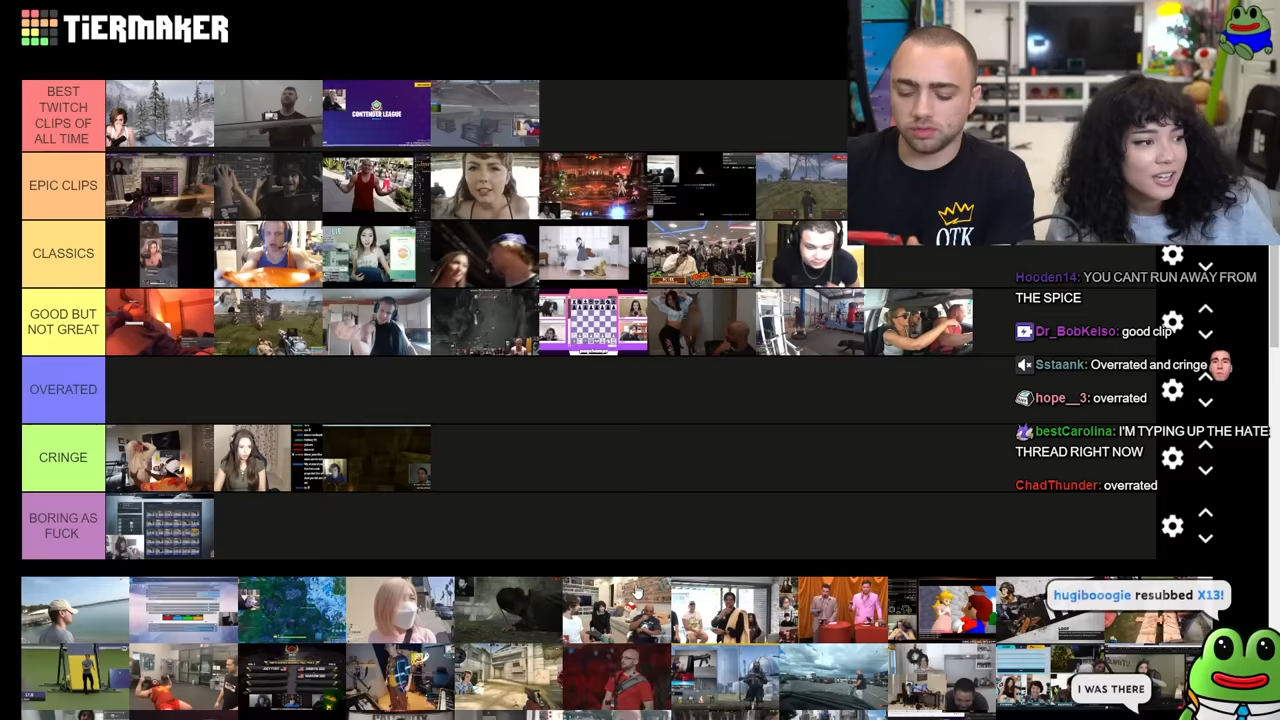 TiERMAKER
BEST
TWITCH
CLIPS OF
ALL TIME
CONTENDER LEAGUE
EPIC CLIPS
CLASSICS
GOOD BUT
NOT GREAT
OVERATED
CRINGE
BORING AS
FUCK
OTK
Hooden14: YOU CANT RUN AWAY FROM
THE SPICE
Dr_BobKelso: good clip
Sstaank: Overrated and cringe
hope__3: overrated
bestCarolina: I'M TYPING UP THE HATE
THREAD RIGHT NOW
ChadThunder: overrated
hugibooogie resubbed X13!
I WAS THERE